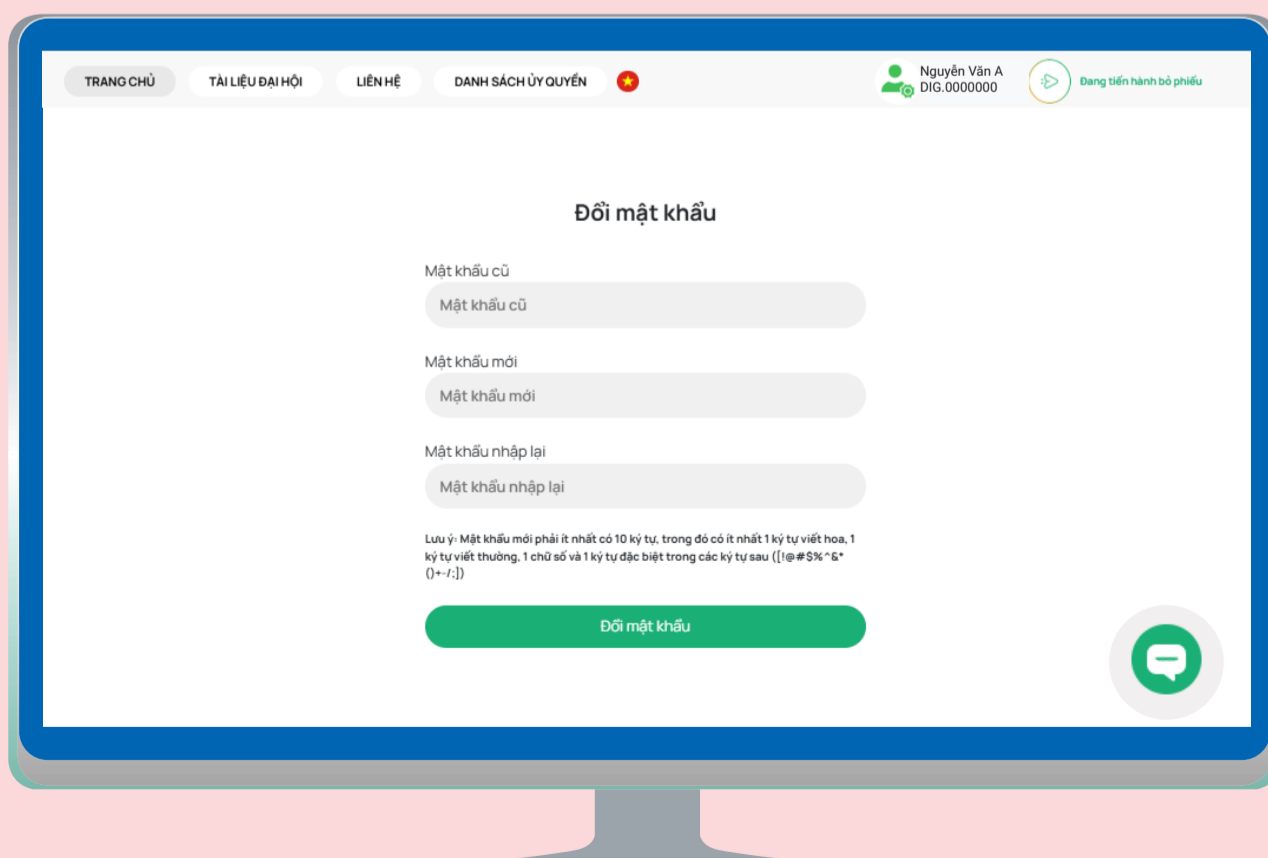 TRANG CHỦ
TÀI LIỆU ĐẠI HỘI
LIÊN HỆ
DANH SÁCH ỦY QUYỀN
Nguyễn Văn A
DIG.0000000
Đang tiến hành bỏ phiếu
Đổi mật khẩu
Mật khẩu cũ
Mật khẩu cũ
Mật khẩu mới
Mật khẩu mới
Mật khẩu nhập lại
Mật khẩu nhập lại
Lưu ý: Mật khẩu mới phải ít nhất có 10 ký tự, trong đó có ít nhất 1 ký tự viết hoa, 1
ký tự viết thường, 1 chữ số và 1 ký tự đặc biệt trong các ký tự sau ([!@#$%^&*
()+-/;])
Đổi mật khẩu